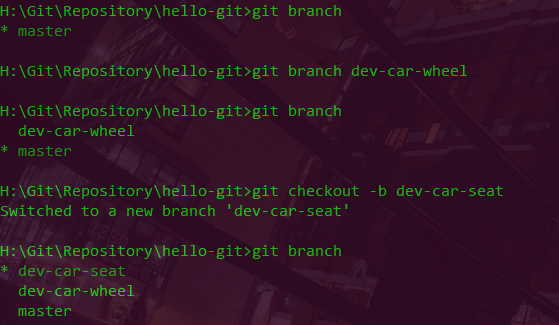 H:\Git\Repository\hello-git>git branch
* master
H:\Git\Repository\hello-git>git branch dev-car-wheel
H:\Git\Repository\hello-git>git branch
  dev-car-wheel
* master
H:\Git\Repository\hello-git>git checkout -b dev-car-seat
Switched to a new branch 'dev-car-seat'
H:\Git\Repository\hello-git>git branch
* dev-car-seat
  dev-car-wheel
  master